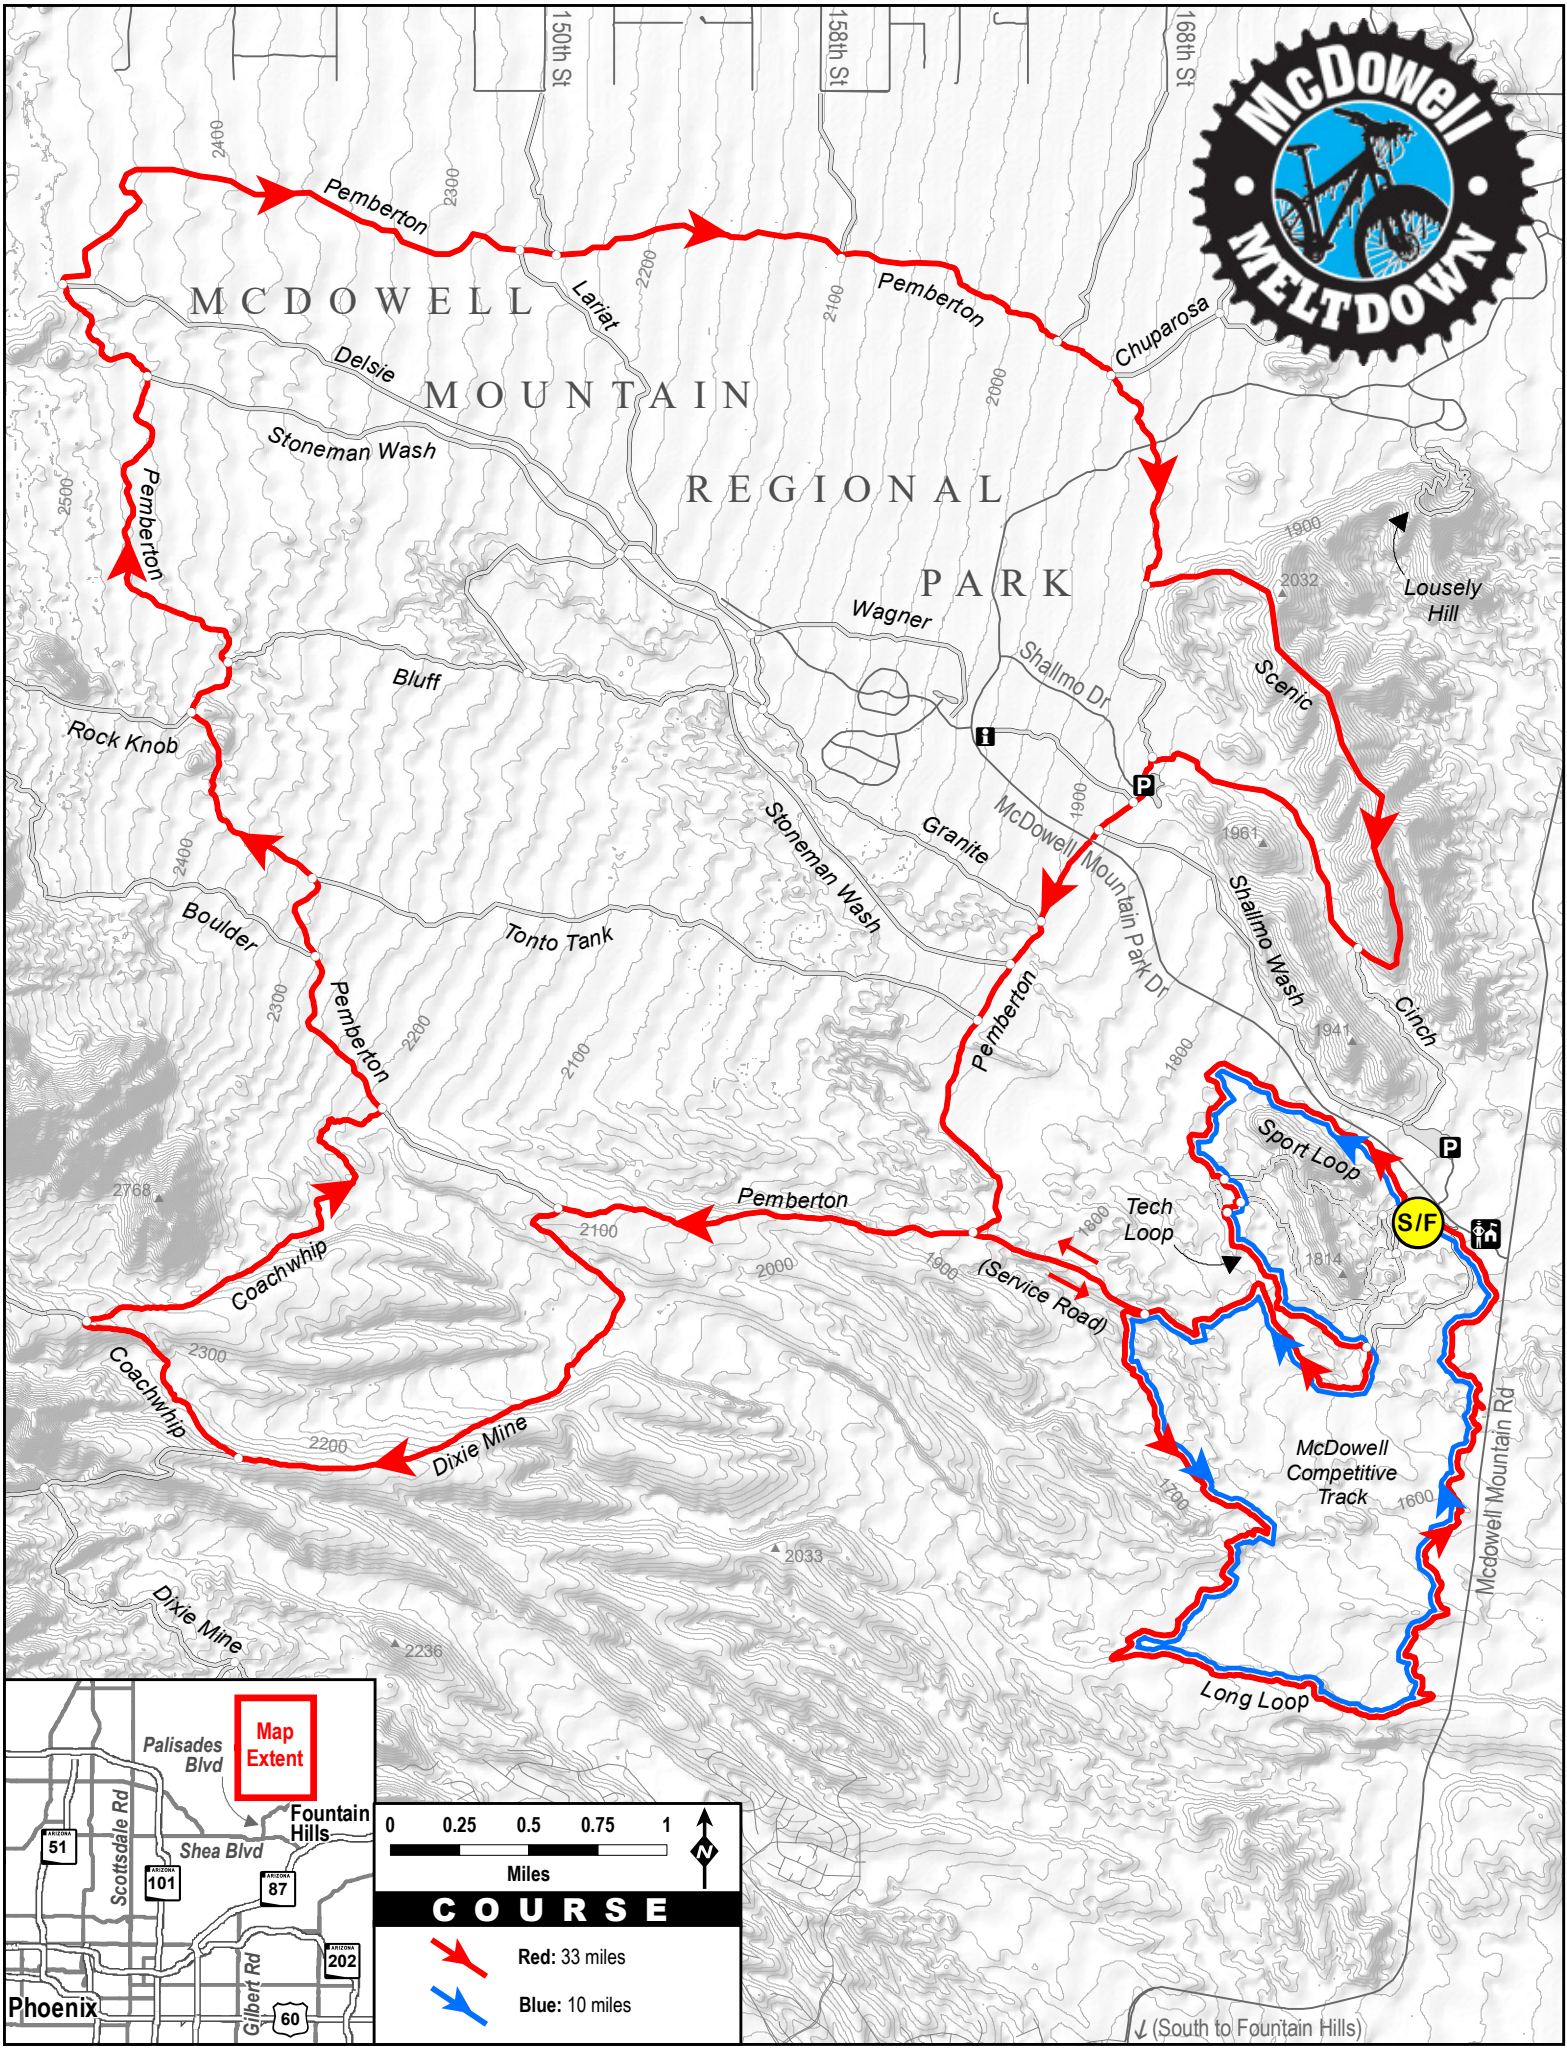 150th St
158th St
168th St
McDowell
MELTDOWN
2400
2300
Pemberton
2200
2100
Pemberton
2000
Chuparosa
MCDOWELL
Lariat
Delsie
MOUNTAIN
Stoneman Wash
REGIONAL
2500
Pemberton
1900
PARK
2032
Lousely
Hill
Wagner
Shallmo Dr
Scenic
Bluff
Rock Knob
P
1900
McDowell Mountain Park Dr
1961
Stoneman Wash
Granite
2400
Boulder
Tonto Tank
Shallmo Wash
Pemberton
2300
Pemberton
2200
2100
Cinch
1941
1800
Sport Loop
P
2768
Pemberton
Tech
Loop
1800
S/F
2100
2000
1900
(Service Road)
1814
Coachwhip
2300
Coachwhip
2200
Dixie Mine
McDowell
Competitive
Track
1700
1600
Mcdowell Mountain Rd
2033
Dixie Mine
2236
Long Loop
Map
Extent
Palisades
Blvd
Fountain
Hills
Shea Blvd
Scottsdale Rd
ARIZONA
51
ARIZONA
101
ARIZONA
87
ARIZONA
202
Gilbert Rd
Phoenix
60
0 0.25 0.5 0.75 1
Miles
N
COURSE
Red: 33 miles
Blue: 10 miles
(South to Fountain Hills)